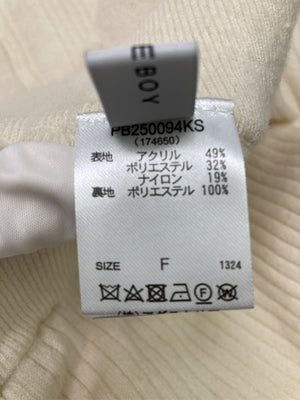 E BOY
PB250094KS
(174650)
表地 アクリル 49%
ポリエステル 32%
ナイロン 19%
裏地 ポリエステル 100%
SIZE F 1324